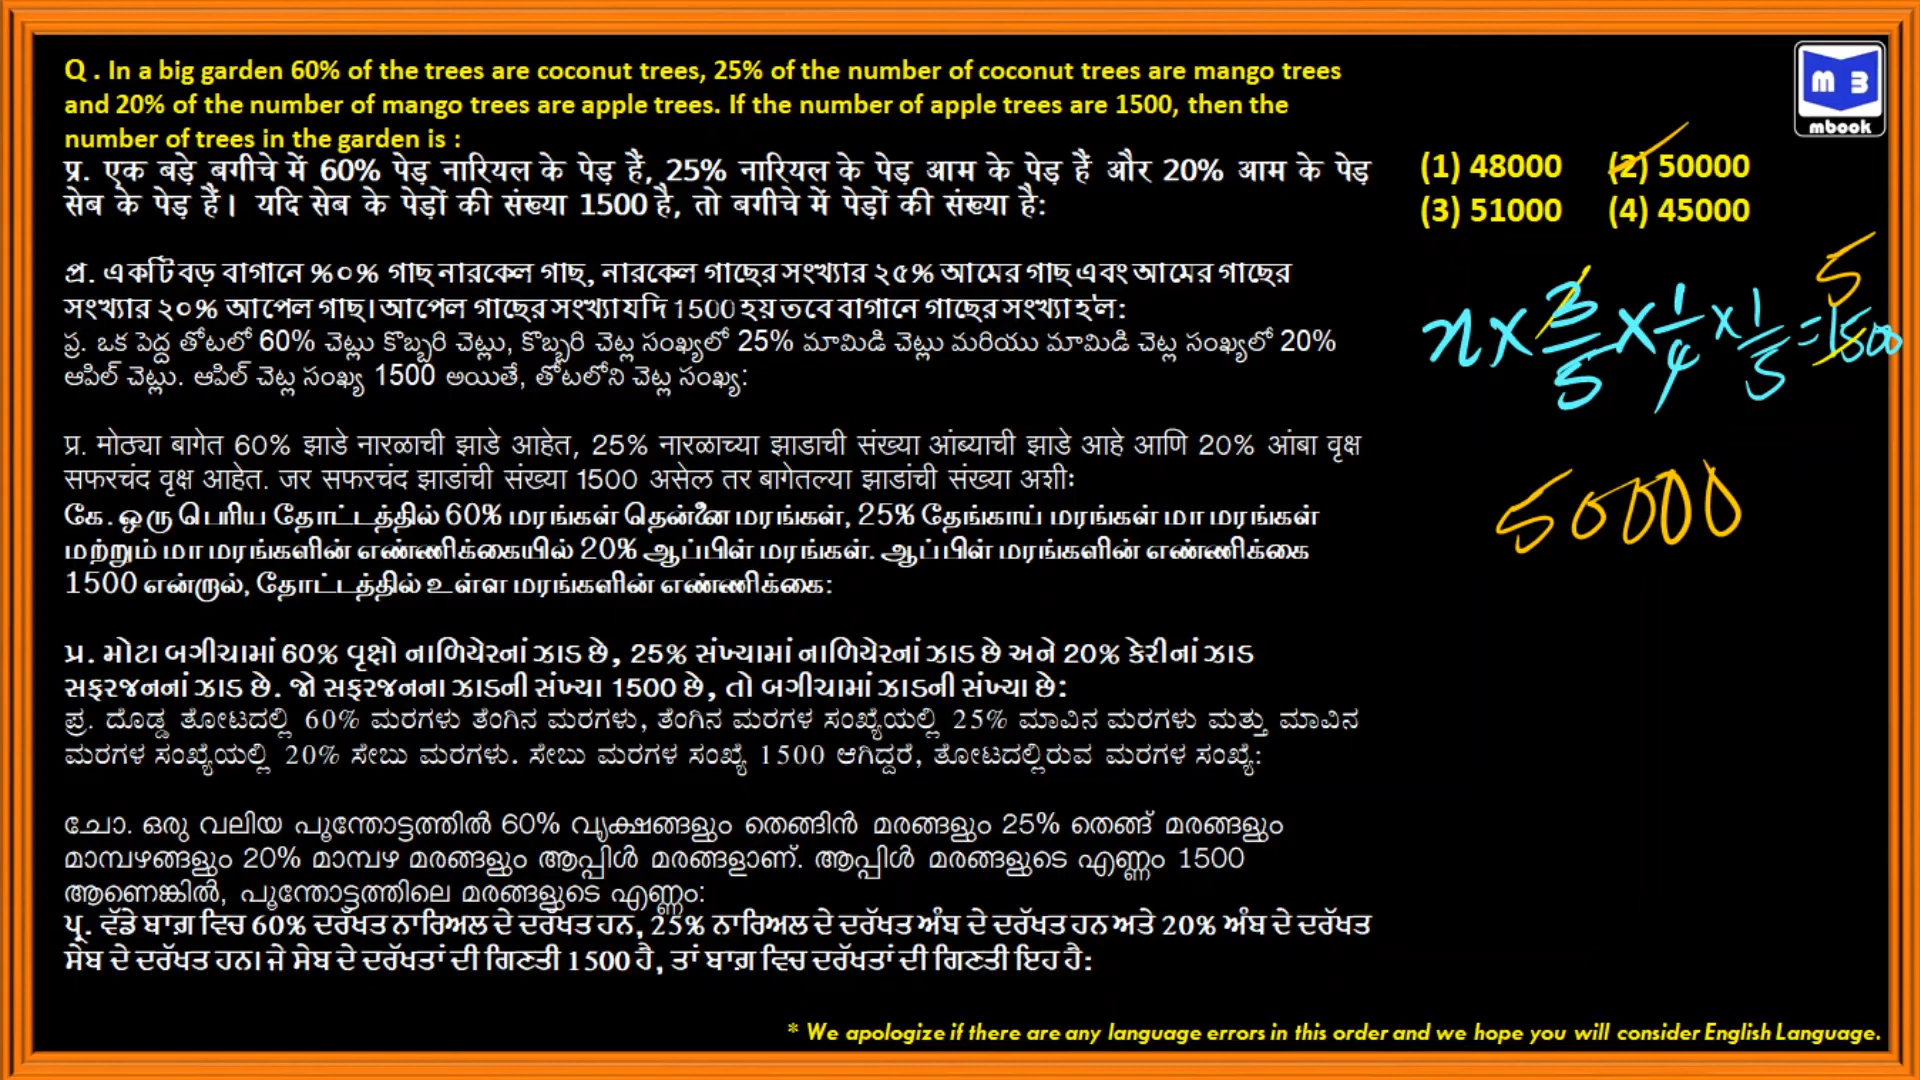 Q . In a big garden 60% of the trees are coconut trees, 25% of the number of coconut trees are mango trees
and 20% of the number of mango trees are apple trees. If the number of apple trees are 1500, then the
number of trees in the garden is :
प्र. एक बड़े बगीचे में 60% पेड़ नारियल के पेड़ हैं, 25% नारियल के पेड़ आम के पेड़ हैं और 20% आम के पेड़
सेब के पेड़ हैं। यदि सेब के पेड़ों की संख्या 1500 है, तो बगीचे में पेड़ों की संख्या है:
প্র. একটি বড় বাগানে %০% গাছ নারকেল গাছ, নারকেল গাছের সংখ্যার ২৫% আমের গাছ এবং আমের গাছের
সংখ্যার ২০% আপেল গাছ। আপেল গাছের সংখ্যা যদি 1500 হয় তবে বাগানে গাছের সংখ্যা হ'ল:
ప్ర. ఒక పెద్ద తోటలో 60% చెట్లు కొబ్బరి చెట్లు, కొబ్బరి చెట్ల సంఖ్యలో 25% మామిడి చెట్లు మరియు మామిడి చెట్ల సంఖ్యలో 20%
ఆపిల్ చెట్లు. ఆపిల్ చెట్ల సంఖ్య 1500 అయితే, తోటలోని చెట్ల సంఖ్య:
प्र. मोठ्या बागेत 60% झाडे नारळाची झाडे आहेत, 25% नारळाच्या झाडाची संख्या आंब्याची झाडे आहे आणि 20% आंबा वृक्ष
सफरचंद वृक्ष आहेत. जर सफरचंद झाडांची संख्या 1500 असेल तर बागेतल्या झाडांची संख्या अशी:
கே. ஒரு பெரிய தோட்டத்தில் 60% மரங்கள் தென்னை மரங்கள், 25% தேங்காய் மரங்கள் மா மரங்கள்
மற்றும் மா மரங்களின் எண்ணிக்கையில் 20% ஆப்பிள் மரங்கள். ஆப்பிள் மரங்களின் எண்ணிக்கை
1500 என்றால், தோட்டத்தில் உள்ள மரங்களின் எண்ணிக்கை:
પ્ર. મોટા બગીચામાં 60% વૃક્ષો નાળિયેરનાં ઝાડ છે, 25% સંખ્યામાં નાળિયેરનાં ઝાડ છે અને 20% કેરીનાં ઝાડ
સફરજનનાં ઝાડ છે. જો સફરજનના ઝાડની સંખ્યા 1500 છે, તો બગીચામાં ઝાડની સંખ્યા છે:
ಪ್ರ. ದೊಡ್ಡ ತೋಟದಲ್ಲಿ 60% ಮರಗಳು ತೆಂಗಿನ ಮರಗಳು, ತೆಂಗಿನ ಮರಗಳ ಸಂಖ್ಯೆಯಲ್ಲಿ 25% ಮಾವಿನ ಮರಗಳು ಮತ್ತು ಮಾವಿನ
ಮರಗಳ ಸಂಖ್ಯೆಯಲ್ಲಿ 20% ಸೇಬು ಮರಗಳು. ಸೇಬು ಮರಗಳ ಸಂಖ್ಯೆ 1500 ಆಗಿದ್ದರೆ, ತೋಟದಲ್ಲಿರುವ ಮರಗಳ ಸಂಖ್ಯೆ:
ചോ. ഒരു വലിയ പൂന്തോട്ടത്തിൽ 60% വൃക്ഷങ്ങളും തെങ്ങിൻ മരങ്ങളും 25% തെങ്ങ് മരങ്ങളും
മാമ്പഴങ്ങളും 20% മാമ്പഴ മരങ്ങളും ആപ്പിൾ മരങ്ങളാണ്. ആപ്പിൾ മരങ്ങളുടെ എണ്ണം 1500
ആണെങ്കിൽ, പൂന്തോട്ടത്തിലെ മരങ്ങളുടെ എണ്ണം:
ਪ੍ਰ. ਵੱਡੇ ਬਾਗ਼ ਵਿਚ 60% ਦਰੱਖਤ ਨਾਰਿਅਲ ਦੇ ਦਰੱਖਤ ਹਨ, 25% ਨਾਰਿਅਲ ਦੇ ਦਰੱਖਤ ਅੰਬ ਦੇ ਦਰੱਖਤ ਹਨ ਅਤੇ 20% ਅੰਬ ਦੇ ਦਰੱਖਤ
ਸੇਬ ਦੇ ਦਰੱਖਤ ਹਨ। ਜੇ ਸੇਬ ਦੇ ਦਰੱਖਤਾਂ ਦੀ ਗਿਣਤੀ 1500 ਹੈ, ਤਾਂ ਬਾਗ਼ ਵਿਚ ਦਰੱਖਤਾਂ ਦੀ ਗਿਣਤੀ ਇਹ ਹੈ:
m 3
mbook
(1) 48000 (2) 50000
(3) 51000 (4) 45000
5
n × 3/5 × 1/4 × 1/5 = 1500
50000
* We apologize if there are any language errors in this order and we hope you will consider English Language.